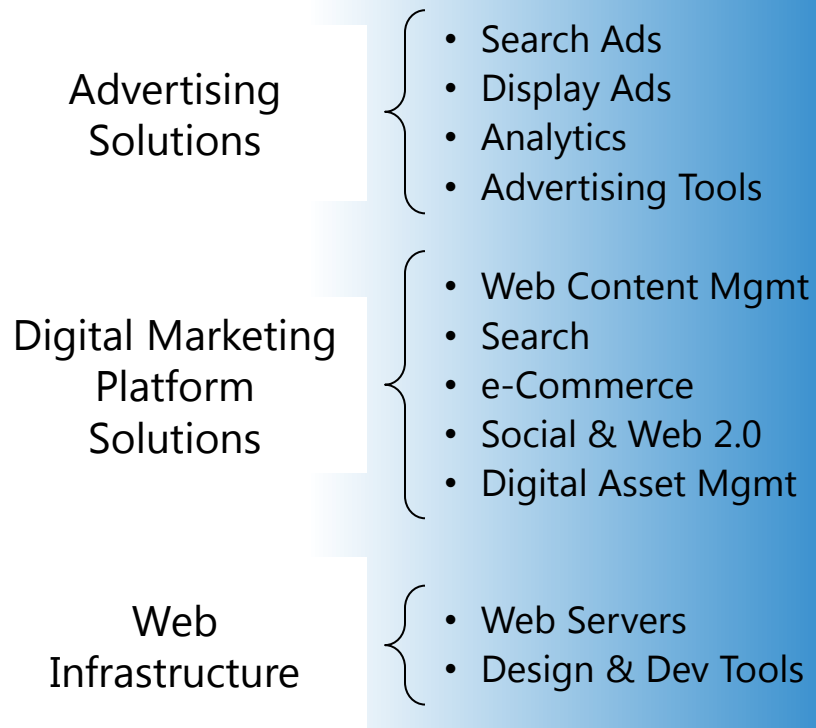 Advertising
Solutions
• Search Ads
• Display Ads
• Analytics
• Advertising Tools
Digital Marketing
Platform
Solutions
• Web Content Mgmt
• Search
• e-Commerce
• Social & Web 2.0
• Digital Asset Mgmt
Web
Infrastructure
• Web Servers
• Design & Dev Tools